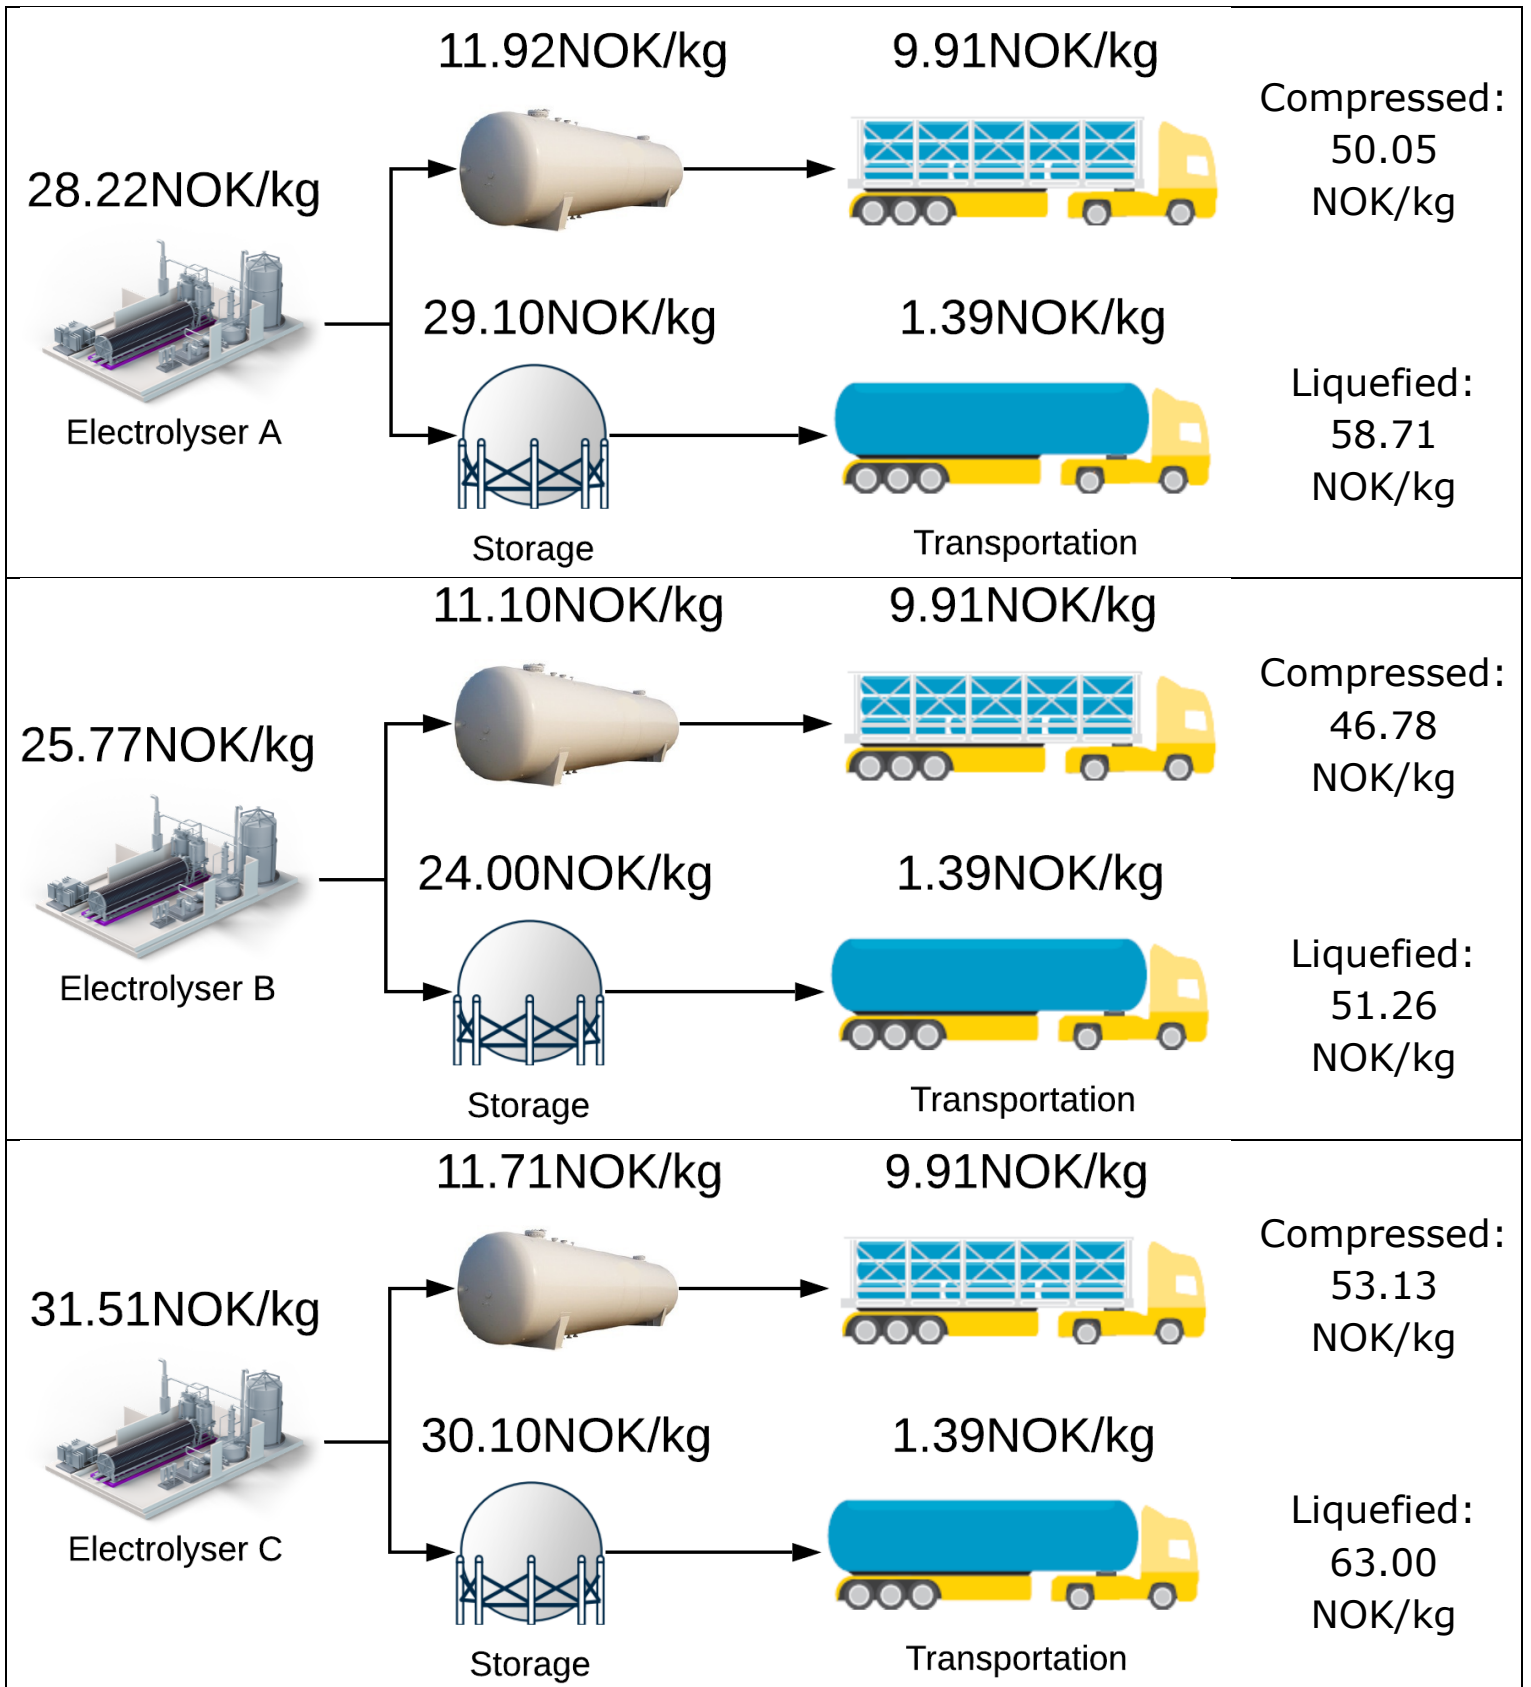 11.92NOK/kg
9.91NOK/kg
Compressed:
50.05
NOK/kg
28.22NOK/kg
29.10NOK/kg
1.39NOK/kg
Liquefied:
58.71
NOK/kg
Electrolyser A
Storage
Transportation
11.10NOK/kg
9.91NOK/kg
Compressed:
46.78
NOK/kg
25.77NOK/kg
24.00NOK/kg
1.39NOK/kg
Liquefied:
51.26
NOK/kg
Electrolyser B
Storage
Transportation
11.71NOK/kg
9.91NOK/kg
Compressed:
53.13
NOK/kg
31.51NOK/kg
30.10NOK/kg
1.39NOK/kg
Liquefied:
63.00
NOK/kg
Electrolyser C
Storage
Transportation